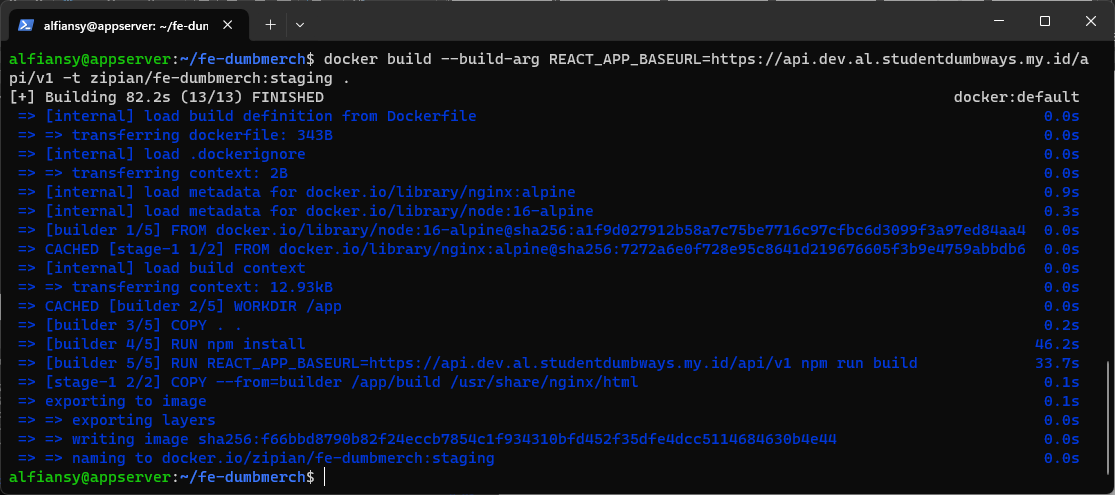 alfiansy@appserver: ~/fe-dum
alfiansy@appserver:~/fe-dumbmerch$ docker build --build-arg REACT_APP_BASEURL=https://api.dev.al.studentdumbways.my.id/a
pi/v1 -t zipian/fe-dumbmerch:staging .
[+] Building 82.2s (13/13) FINISHED docker:default
=> [internal] load build definition from Dockerfile 0.0s
=> => transferring dockerfile: 343B 0.0s
=> [internal] load .dockerignore 0.0s
=> => transferring context: 2B 0.0s
=> [internal] load metadata for docker.io/library/nginx:alpine 0.9s
=> [internal] load metadata for docker.io/library/node:16-alpine 0.3s
=> [builder 1/5] FROM docker.io/library/node:16-alpine@sha256:a1f9d027912b58a7c75be7716c97cfbc6d3099f3a97ed84aa4 0.0s
=> CACHED [stage-1 1/2] FROM docker.io/library/nginx:alpine@sha256:7272a6e0f728e95c8641d219676605f3b9e4759abbdb6 0.0s
=> [internal] load build context 0.0s
=> => transferring context: 12.93kB 0.0s
=> CACHED [builder 2/5] WORKDIR /app 0.0s
=> [builder 3/5] COPY . . 0.2s
=> [builder 4/5] RUN npm install 46.2s
=> [builder 5/5] RUN REACT_APP_BASEURL=https://api.dev.al.studentdumbways.my.id/api/v1 npm run build 33.7s
=> [stage-1 2/2] COPY --from=builder /app/build /usr/share/nginx/html 0.1s
=> exporting to image 0.1s
=> => exporting layers 0.0s
=> => writing image sha256:f66bbd8790b82f24eccb7854c1f934310bfd452f35dfe4dcc5114684630b4e44 0.0s
=> => naming to docker.io/zipian/fe-dumbmerch:staging 0.0s
alfiansy@appserver:~/fe-dumbmerch$